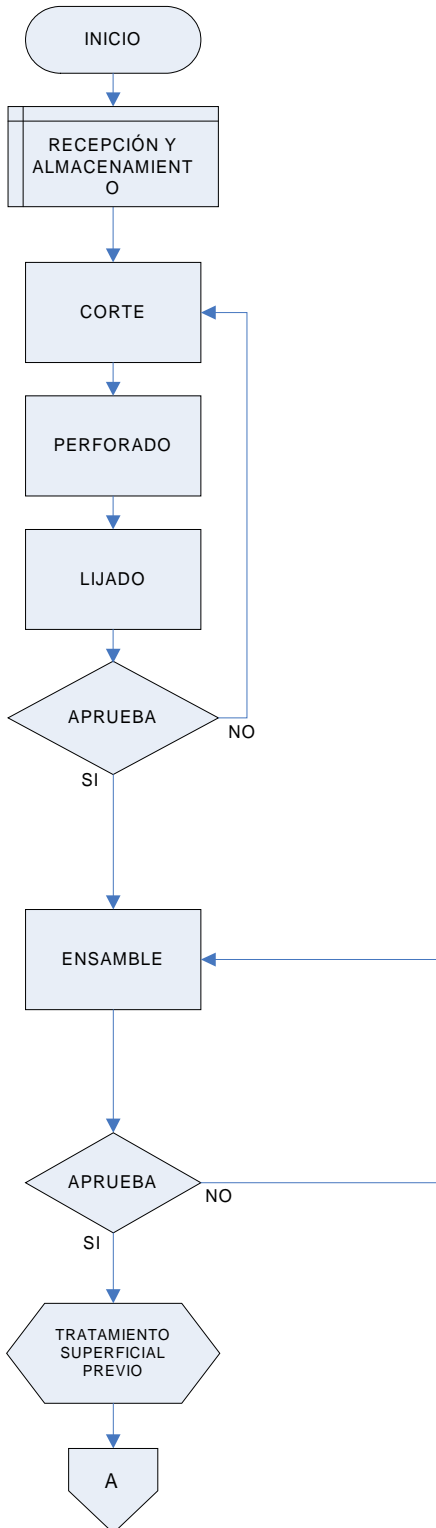 INICIO
RECEPCIÓN Y
ALMACENAMIENT
O
CORTE
PERFORADO
LIJADO
APRUEBA
NO
SI
ENSAMBLE
APRUEBA
NO
SI
TRATAMIENTO
SUPERFICIAL
PREVIO
A